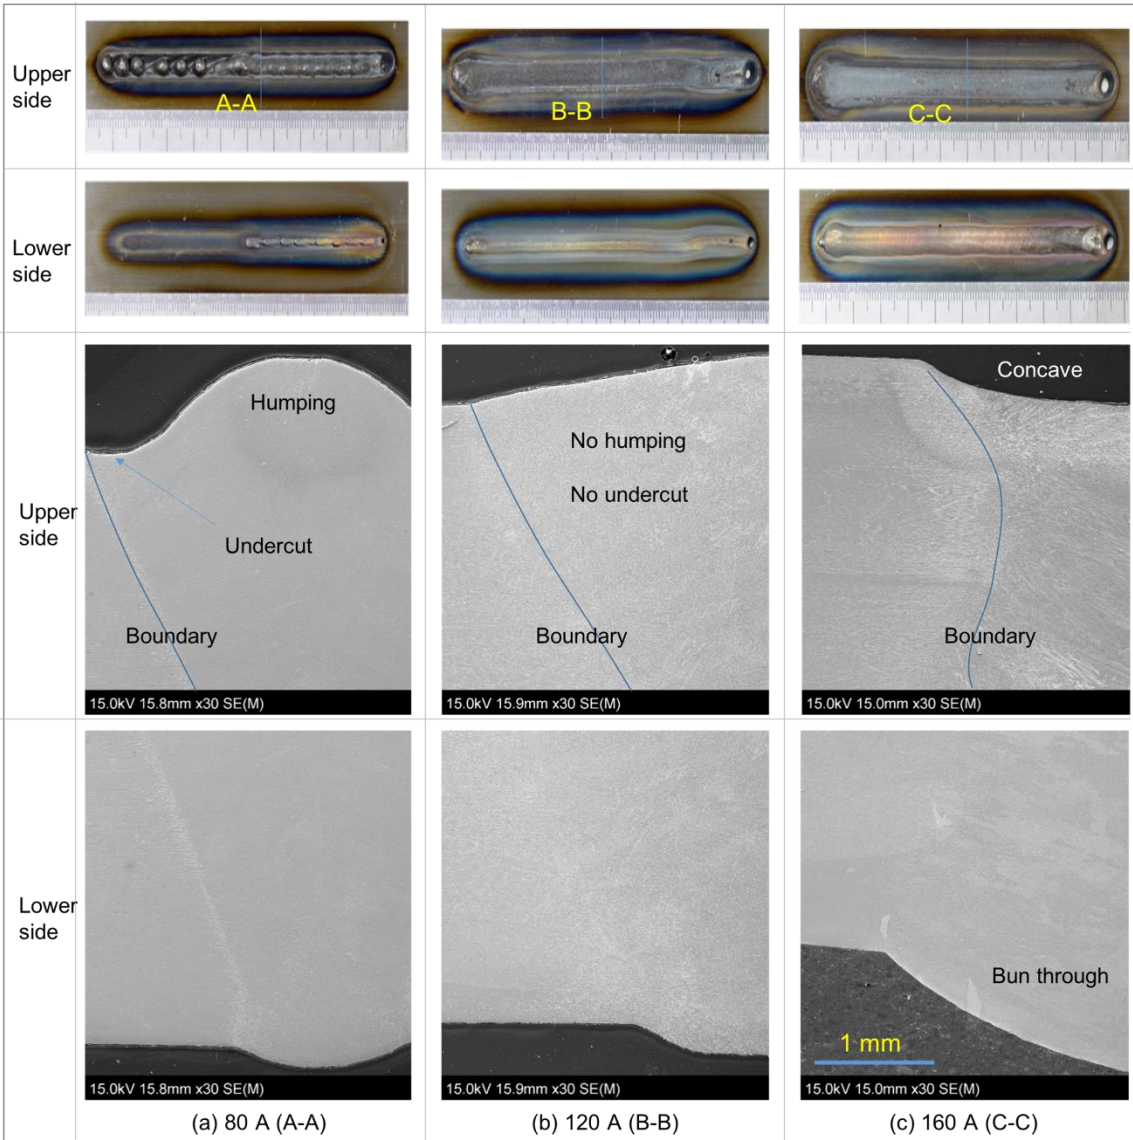 Upper
side
A-A
B-B
C-C
Lower
side
Upper
side
Humping
Undercut
Boundary
15.0kV 15.8mm x30 SE(M)
No humping
No undercut
Boundary
15.0kV 15.9mm x30 SE(M)
Concave
Boundary
15.0kV 15.0mm x30 SE(M)
Lower
side
15.0kV 15.8mm x30 SE(M)
15.0kV 15.9mm x30 SE(M)
Bun through
1 mm
15.0kV 15.0mm x30 SE(M)
(a) 80 A (A-A)
(b) 120 A (B-B)
(c) 160 A (C-C)